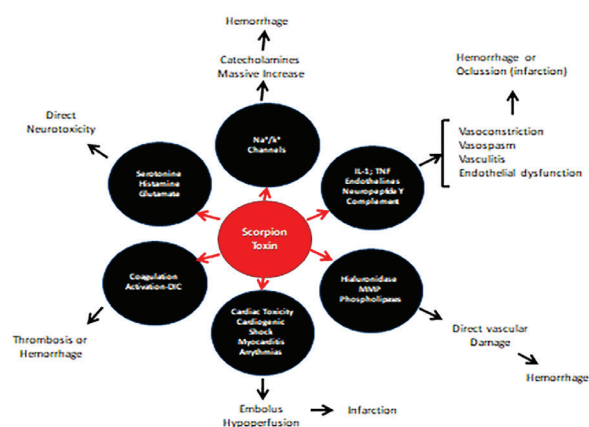 Hemorrhage
Catecholamines
Massive Increase
Na⁺/k⁺
Channels
Hemorrhage or
Oclussion (infarction)
Vasoconstriction
Vasospasm
Vasculitis
Endothelial dysfunction
IL-1; TNF
Endothelines
Neuropeptide Y
Complement
Direct
Neurotoxicity
Serotonine
Histamine
Glutamate
Scorpion
Toxin
Coagulation
Activation-DIC
Thrombosis or
Hemorrhage
Cardiac Toxicity
Cardiogenic
Shock
Myocarditis
Arrythmias
Embolus
Hypoperfusion
Infarction
Hialuronidase
MMP
Phospholipases
Direct vascular
Damage
Hemorrhage